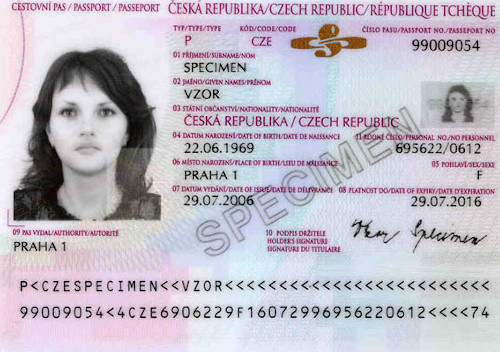 CESTOVNÍ PAS / PASSPORT / PASSEPORT
ČESKÁ REPUBLIKA/CZECH REPUBLIC/RÉPUBLIQUE TCHÈQUE
TYP/TYPE/TYPE KÓD/CODE/CODE ČÍSLO PASU/PASSPORT NO./PASSEPORT NO
P CZE 99009054
01 PŘÍJMENÍ/SURNAME/NOM
SPECIMEN
02 JMÉNO/GIVEN NAMES/PRÉNOM
VZOR
03 STÁTNÍ OBČANSTVÍ/NATIONALITY/NATIONALITÉ
ČESKÁ REPUBLIKA / CZECH REPUBLIC
04 DATUM NAROZENÍ/DATE OF BIRTH/DATE DE NAISSANCE 11 RODNÉ ČÍSLO/PERSONAL NO./NO PERSONNEL
22.06.1969 695622/0612
06 MÍSTO NAROZENÍ/PLACE OF BIRTH/LIEU DE NAISSANCE 05 POHLAVÍ/SEX/SEXE
PRAHA 1 F
07 DATUM VYDÁNÍ/DATE OF ISSUE/DATE DE DÉLIVRANCE 08 PLATNOST DO/DATE OF EXPIRY/DATE D'EXPIRATION
29.07.2006 29.07.2016
SPECIMEN
09 PAS VYDAL/AUTHORITY/AUTORITÉ
PRAHA 1
10 PODPIS DRŽITELE
HOLDER'S SIGNATURE
SIGNATURE DU TITULAIRE
Specimen
P<CZESPECIMEN<<VZOR<<<<<<<<<<<<<<<<<<<<<<<<<
99009054<4CZE6906229F16072996956220612<<<<74